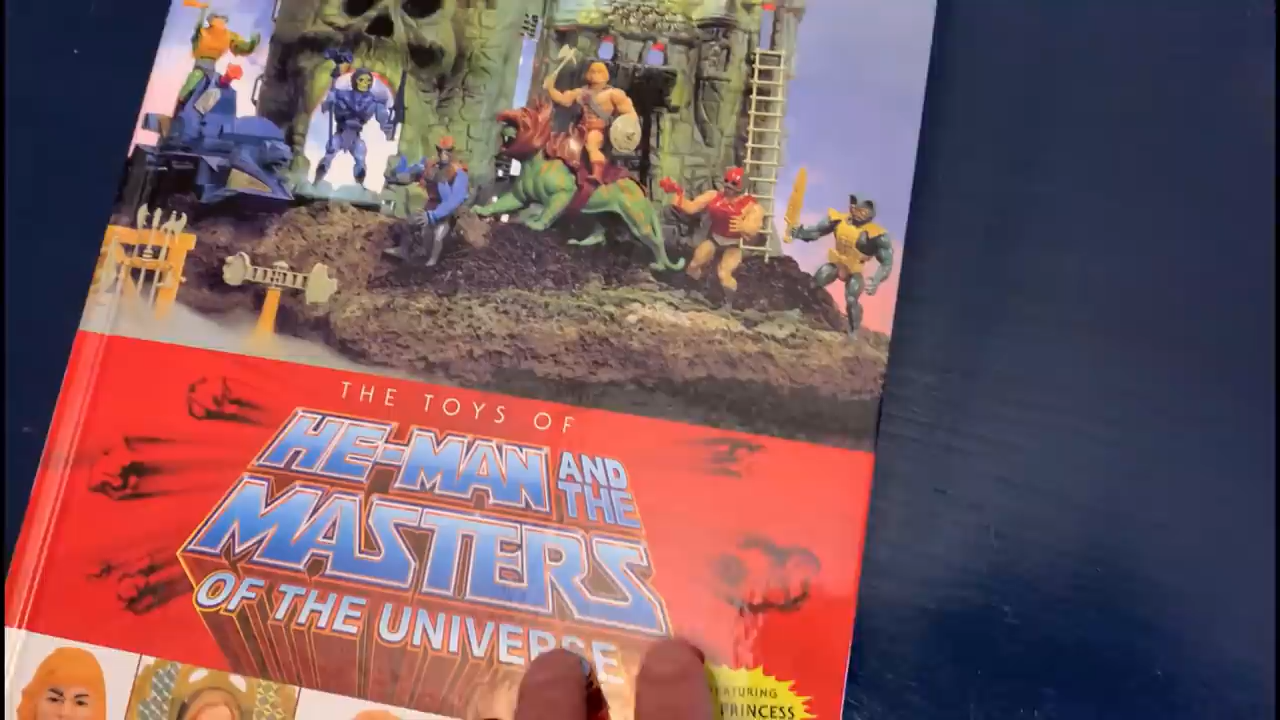 THE TOYS OF
HE-MAN AND
THE
MASTERS
OF THE UNIVERSE
FEATURING
PRINCESS